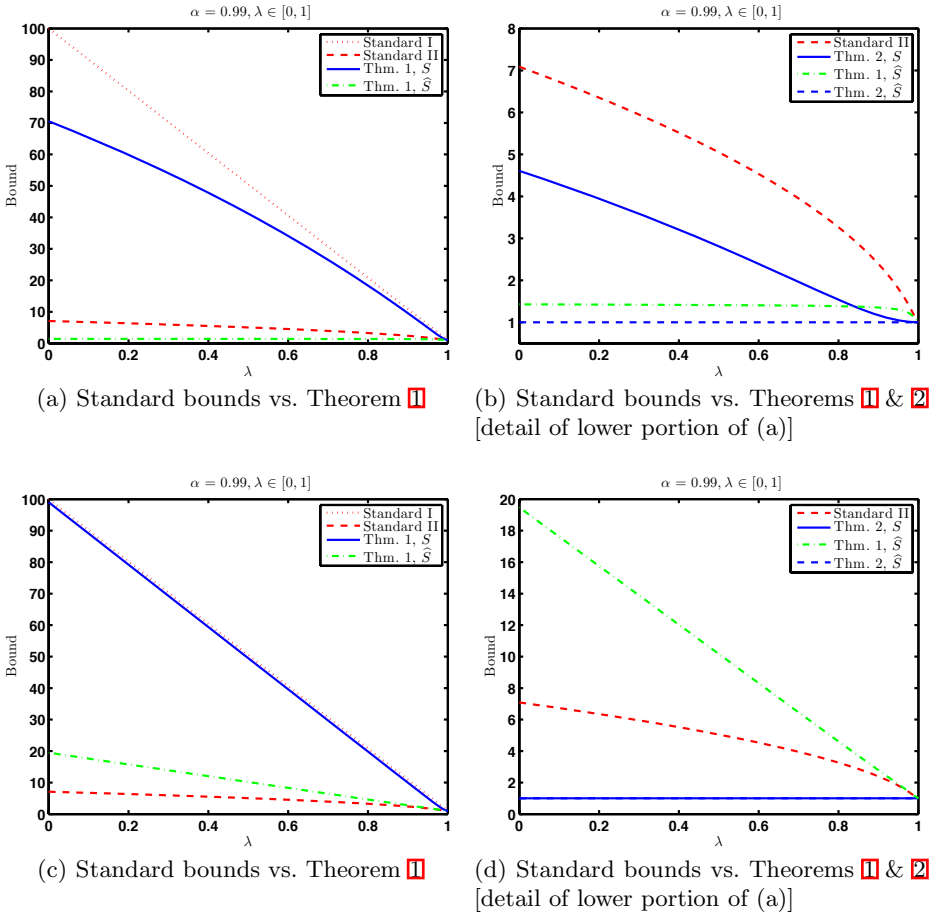 α = 0.99, λ ∈ [0, 1]
100
90
80
70
60
50
40
30
20
10
0
Bound
0 0.2 0.4 0.6 0.8 1
λ
Standard I
Standard II
Thm. 1, S
Thm. 1, Ŝ
(a) Standard bounds vs. Theorem 1
α = 0.99, λ ∈ [0, 1]
8
7
6
5
4
3
2
1
Bound
0 0.2 0.4 0.6 0.8 1
λ
Standard II
Thm. 2, S
Thm. 1, Ŝ
Thm. 2, Ŝ
(b) Standard bounds vs. Theorems 1 & 2
[detail of lower portion of (a)]
α = 0.99, λ ∈ [0, 1]
100
90
80
70
60
50
40
30
20
10
0
Bound
0 0.2 0.4 0.6 0.8 1
λ
Standard I
Standard II
Thm. 1, S
Thm. 1, Ŝ
(c) Standard bounds vs. Theorem 1
α = 0.99, λ ∈ [0, 1]
20
18
16
14
12
10
8
6
4
2
0
Bound
0 0.2 0.4 0.6 0.8 1
λ
Standard II
Thm. 2, S
Thm. 1, Ŝ
Thm. 2, Ŝ
(d) Standard bounds vs. Theorems 1 & 2
[detail of lower portion of (a)]